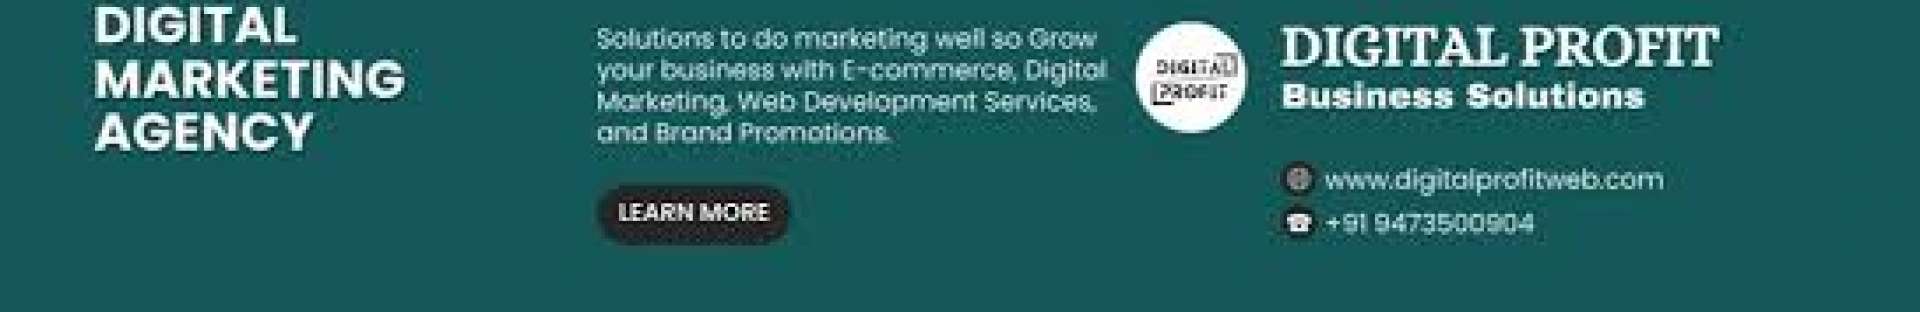 DIGITAL
MARKETING
AGENCY
Solutions to do marketing well so Grow
your business with E-commerce, Digital
Marketing, Web Development Services,
and Brand Promotions.
LEARN MORE
DIGITAL
PROFIT
DIGITAL PROFIT
Business Solutions
www.digitalprofitweb.com
+91 9473500904